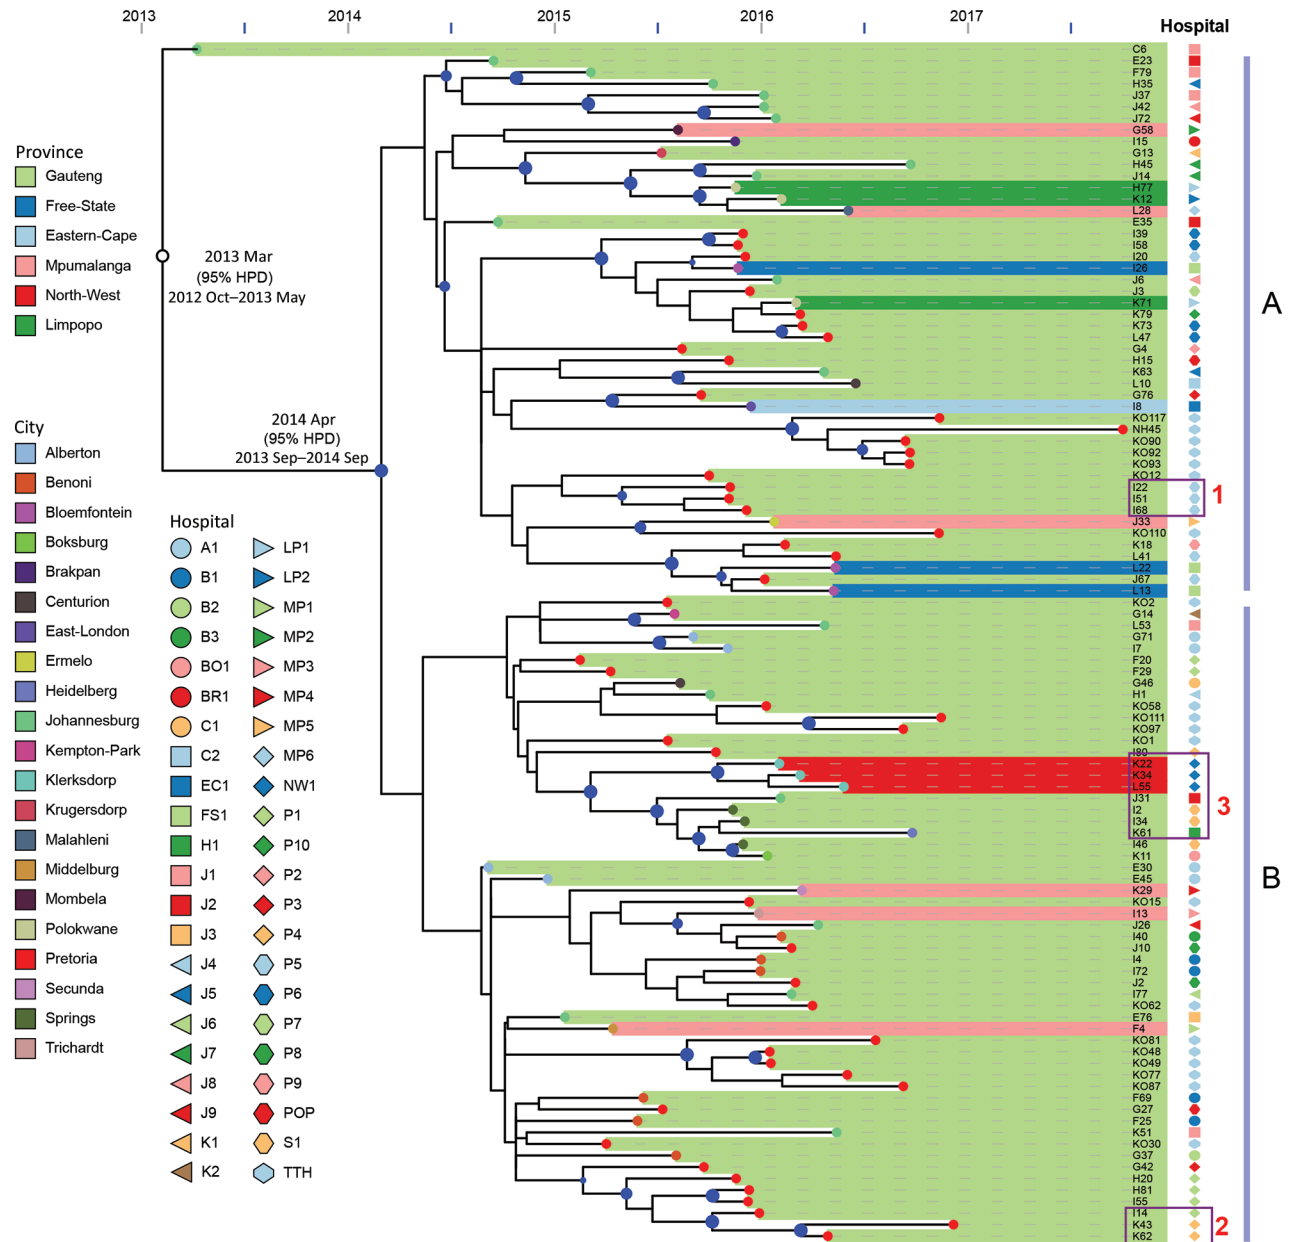 2013 2014 2015 2016 2017
Hospital
Province
Gauteng
Free-State
Eastern-Cape
Mpumalanga
North-West
Limpopo
2013 Mar
(95% HPD)
2012 Oct–2013 May
2014 Apr
(95% HPD)
2013 Sep–2014 Sep
City
Alberton
Benoni
Bloemfontein
Boksburg
Brakpan
Centurion
East-London
Ermelo
Heidelberg
Johannesburg
Kempton-Park
Klerksdorp
Krugersdorp
Malahleni
Middelburg
Mombela
Polokwane
Pretoria
Secunda
Springs
Trichardt
Hospital
A1
B1
B2
B3
BO1
BR1
C1
C2
EC1
FS1
H1
J1
J2
J3
J4
J5
J6
J7
J8
J9
K1
K2
LP1
LP2
MP1
MP2
MP3
MP4
MP5
MP6
NW1
P1
P10
P2
P3
P4
P5
P6
P7
P8
P9
POP
S1
TTH
C6
E23
F79
H35
J37
J42
J72
G58
I15
G13
H45
J14
H77
K12
L28
E35
I39
I58
I20
I26
J6
J3
K71
K79
K73
L47
G4
H15
K63
L10
G76
I8
KO117
NH45
KO90
KO92
KO93
KO12
I22
I51
I68
J33
KO110
K18
L41
L22
J67
L13
KO2
G14
L53
G71
I7
F20
F29
G46
H1
KO58
KO111
KO97
KO1
I80
K22
K34
L55
J31
I2
I34
K61
I46
K11
E30
E45
K29
KO15
I13
J26
I40
J10
I4
I72
J2
I77
KO62
E76
F4
KO81
KO48
KO49
KO77
KO87
F69
G27
F25
K51
KO30
G37
G42
H20
H81
I55
I14
K43
K62
A
1
3
B
2